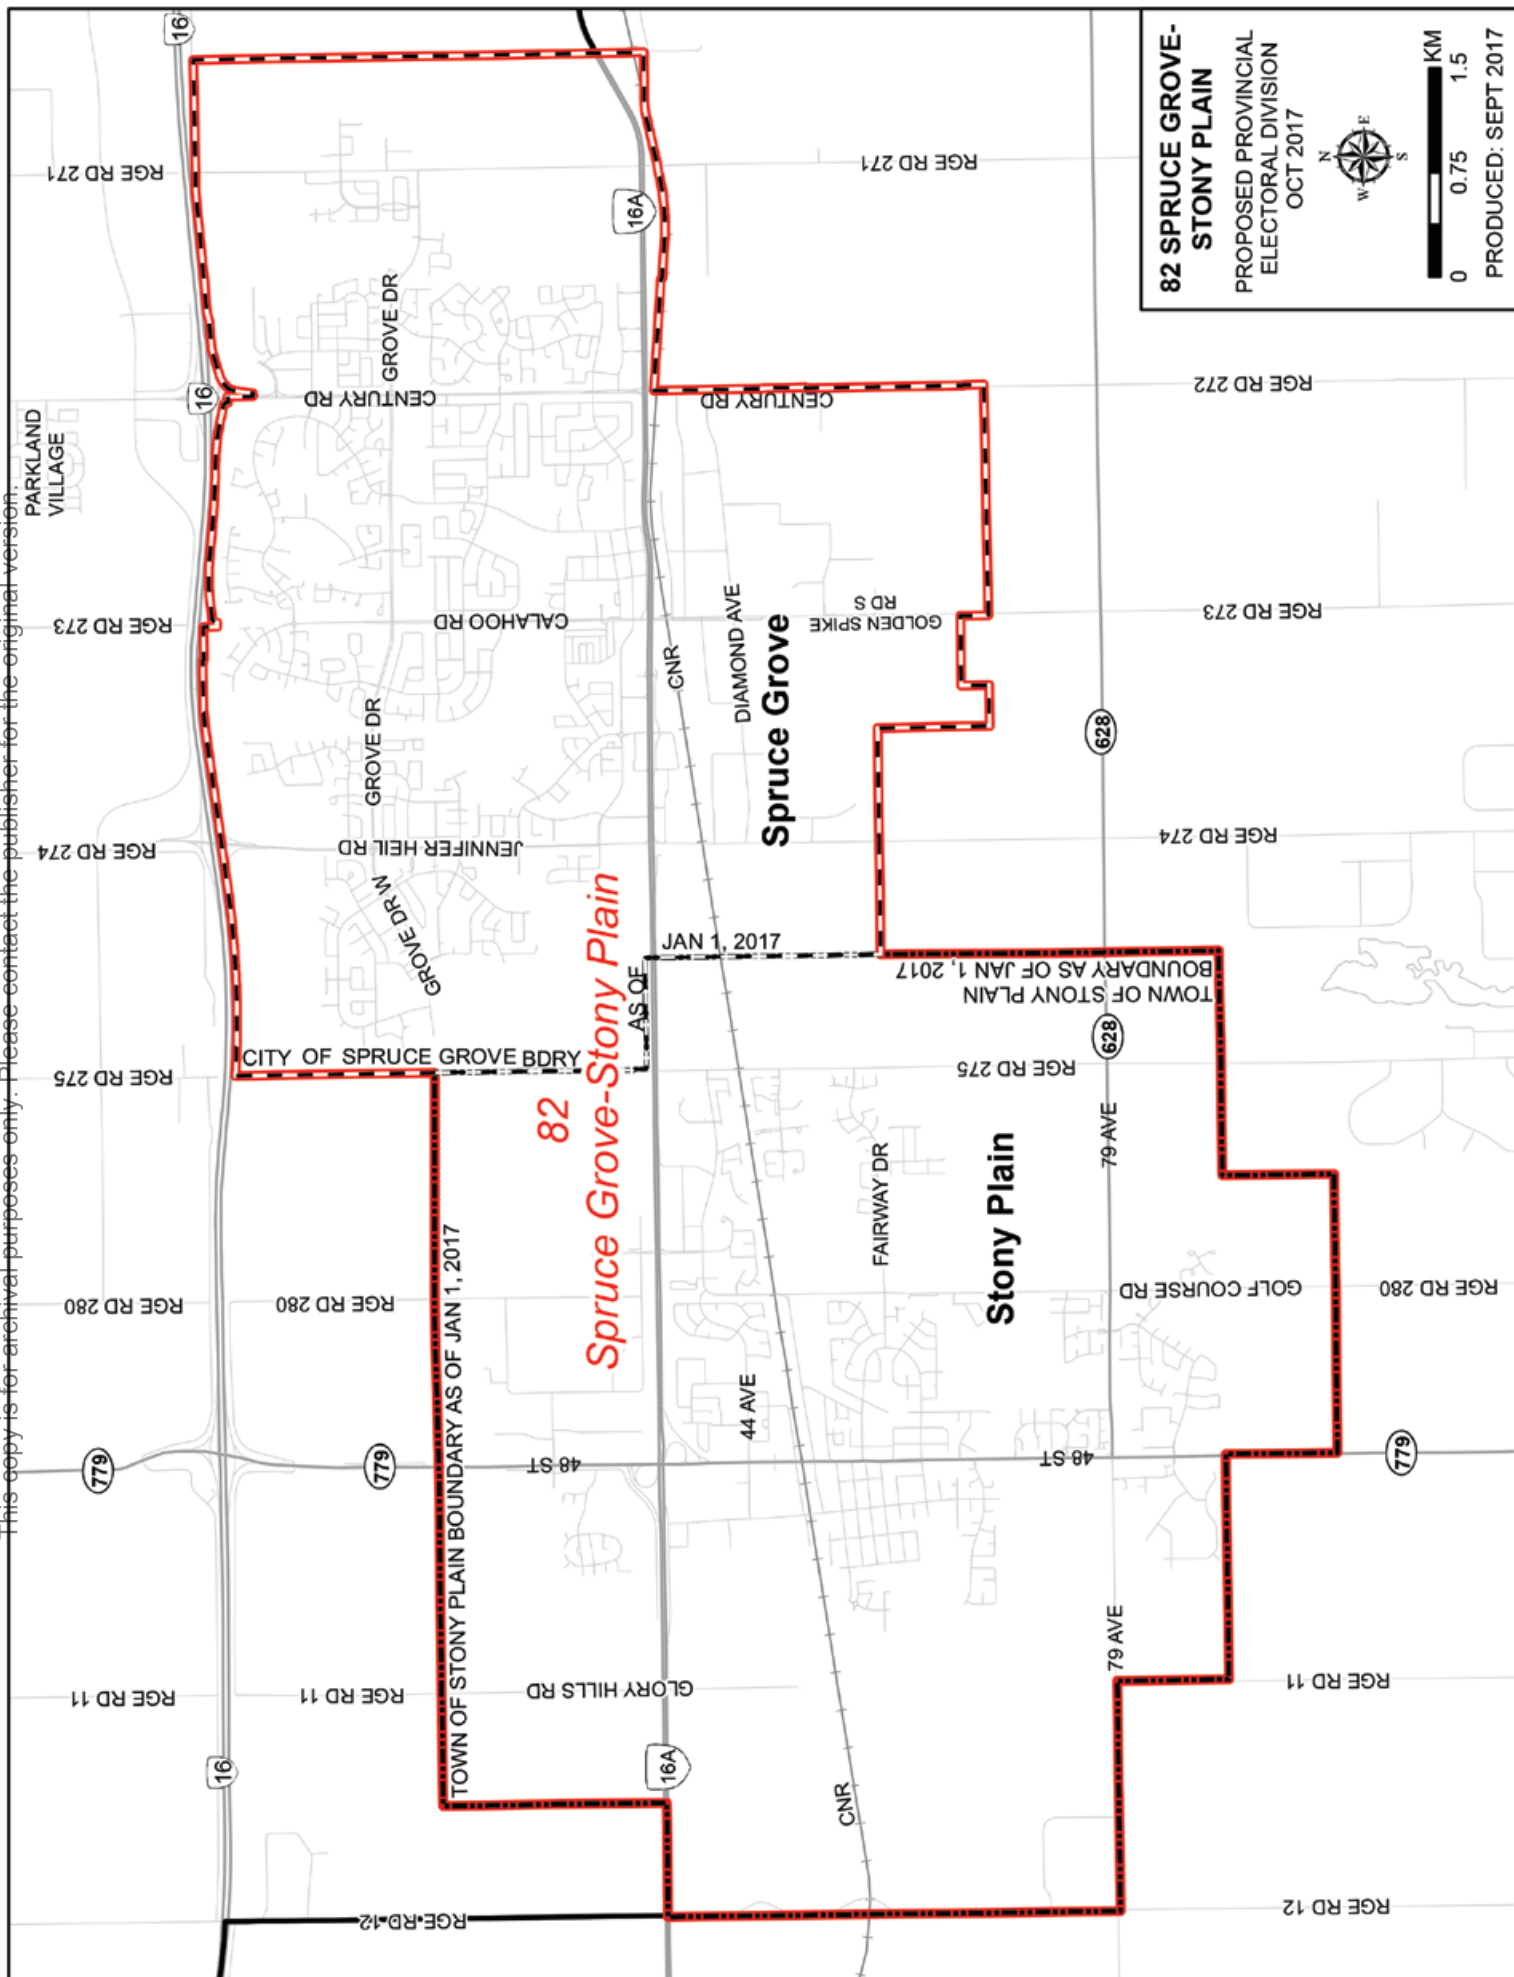 This copy is for archival purposes only. Please contact the publisher for the original version.
82 SPRUCE GROVE-
STONY PLAIN
PROPOSED PROVINCIAL
ELECTORAL DIVISION
OCT 2017
N
W
E
S
KM
0
0.75
1.5
PRODUCED: SEPT 2017
PARKLAND
VILLAGE
16
16
16
RGE RD 12
RGE RD 11
RGE RD 11
779
779
RGE RD 280
RGE RD 280
RGE RD 275
RGE RD 274
RGE RD 273
RGE RD 271
CITY OF SPRUCE GROVE BDRY
AS OF
JAN 1, 2017
TOWN OF STONY PLAIN BOUNDARY AS OF JAN 1, 2017
GROVE DR W
JENNIFER HEIL RD
GROVE DR
CALAHOO RD
CENTURY RD
GROVE DR
82
Spruce Grove-Stony Plain
16A
16A
GLORY HILLS RD
48 ST
44 AVE
CNR
CNR
DIAMOND AVE
Spruce Grove
GOLDEN SPIKE
RD S
CENTURY RD
RGE RD 271
FAIRWAY DR
Stony Plain
TOWN OF STONY PLAIN
BOUNDARY AS OF JAN 1, 2017
RGE RD 275
48 ST
79 AVE
79 AVE
628
628
GOLF COURSE RD
RGE RD 12
RGE RD 11
779
RGE RD 280
RGE RD 274
RGE RD 273
RGE RD 272